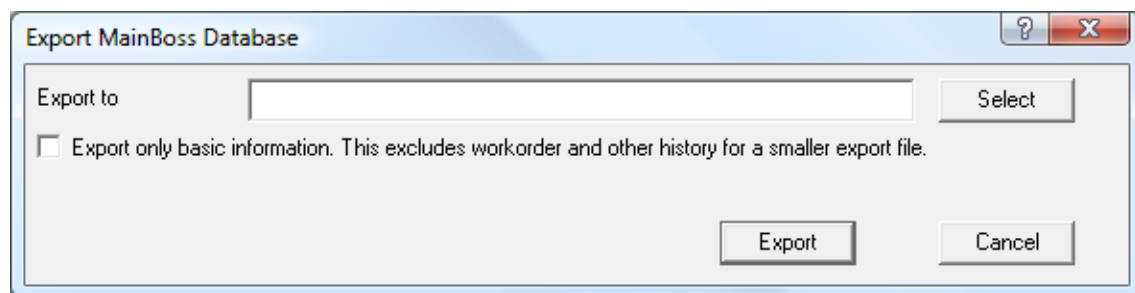 Export MainBoss Database
Export to
Select
Export only basic information. This excludes workorder and other history for a smaller export file.
Export
Cancel